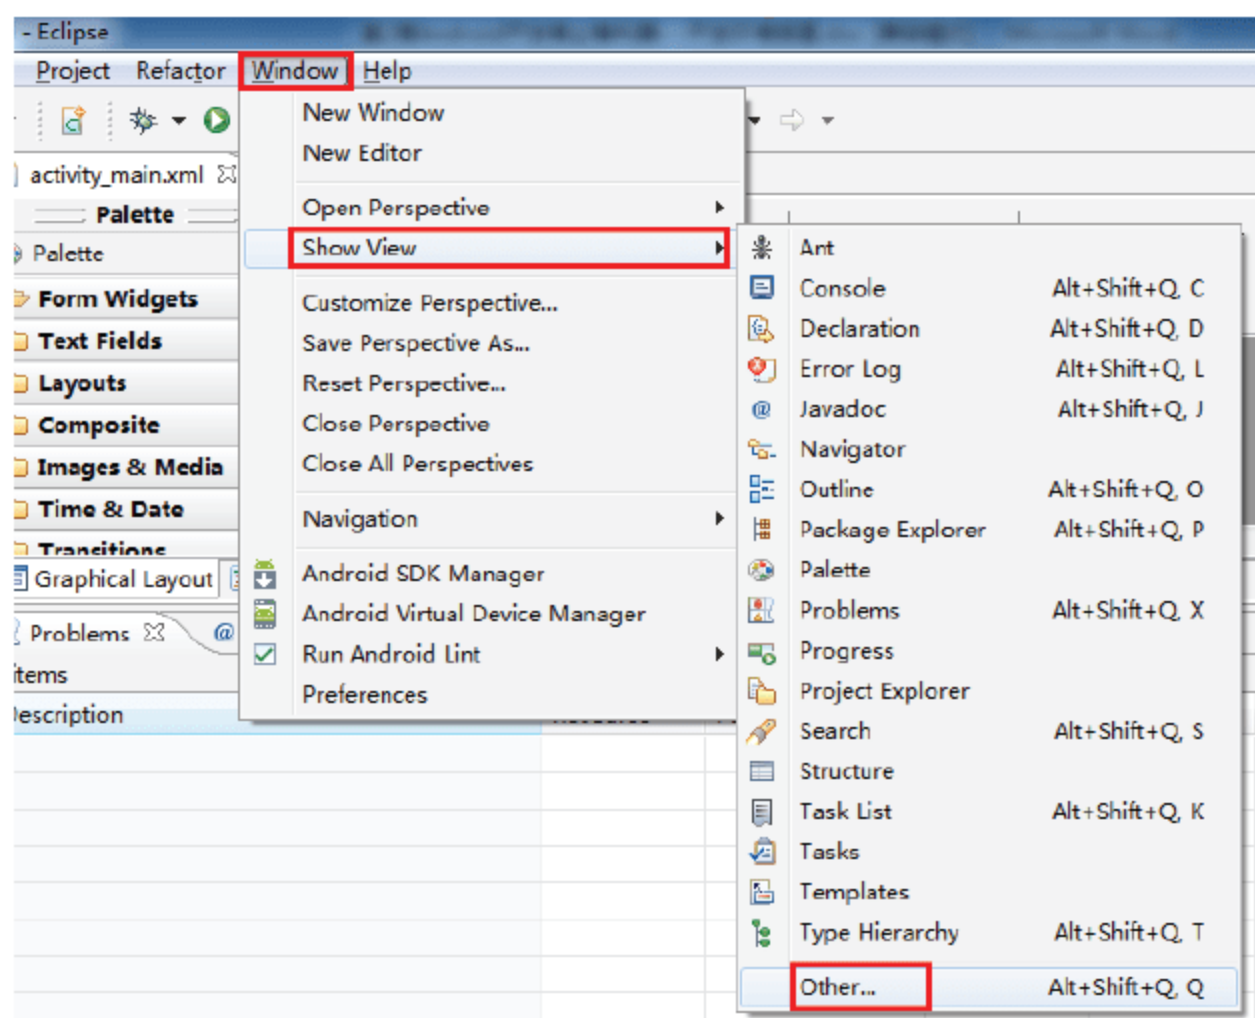 - Eclipse
Project Refactor Window Help
activity_main.xml
Palette
Palette
Form Widgets
Text Fields
Layouts
Composite
Images & Media
Time & Date
Transitions
Graphical Layout
Problems @
items
Description
New Window
New Editor
Open Perspective
Show View
Customize Perspective...
Save Perspective As...
Reset Perspective...
Close Perspective
Close All Perspectives
Navigation
Android SDK Manager
Android Virtual Device Manager
Run Android Lint
Preferences
Ant
Console Alt+Shift+Q, C
Declaration Alt+Shift+Q, D
Error Log Alt+Shift+Q, L
Javadoc Alt+Shift+Q, J
Navigator
Outline Alt+Shift+Q, O
Package Explorer Alt+Shift+Q, P
Palette
Problems Alt+Shift+Q, X
Progress
Project Explorer
Search Alt+Shift+Q, S
Structure
Task List Alt+Shift+Q, K
Tasks
Templates
Type Hierarchy Alt+Shift+Q, T
Other... Alt+Shift+Q, Q